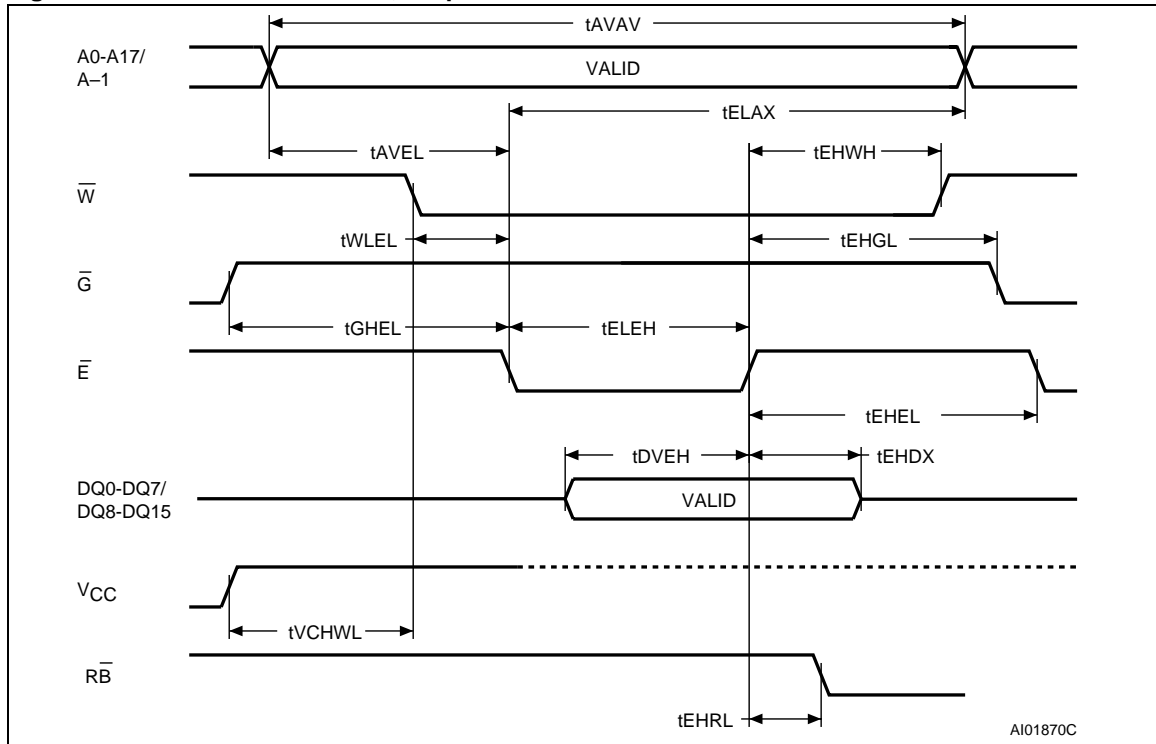 tAVAV
A0-A17/
A–1
VALID
tELAX
tAVEL
tEHWH
W̅
tWLEL
tEHGL
G̅
tGHEL
tELEH
E̅
tEHEL
tDVEH
tEHDX
DQ0-DQ7/
DQ8-DQ15
VALID
VCC
tVCHWL
RB̅
tEHRL
AI01870C